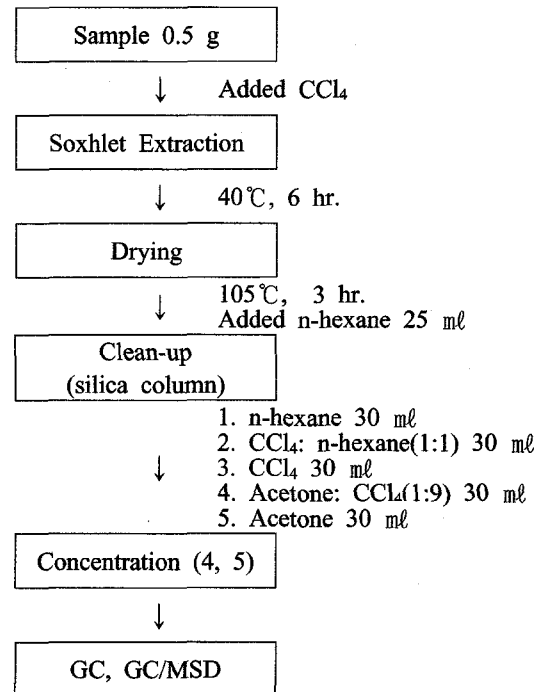 Sample 0.5 g
Added CCl₄
Soxhlet Extraction
40℃, 6 hr.
Drying
105℃, 3 hr.
Added n-hexane 25 ㎖
Clean-up
(silica column)
1. n-hexane 30 ㎖
2. CCl₄: n-hexane(1:1) 30 ㎖
3. CCl₄ 30 ㎖
4. Acetone: CCl₄(1:9) 30 ㎖
5. Acetone 30 ㎖
Concentration (4, 5)
GC, GC/MSD